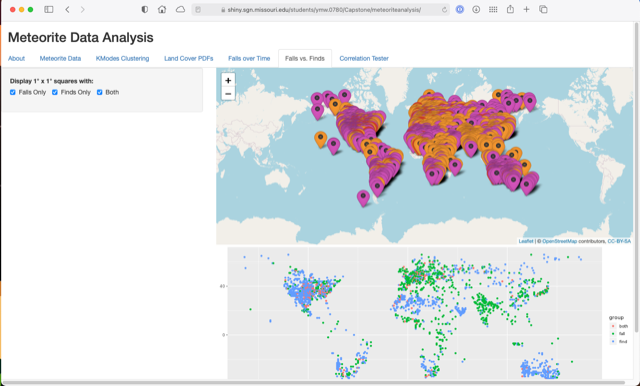 shiny.sgn.missouri.edu/students/ymw.0780/Capstone/meteoriteanalysis/
Meteorite Data Analysis
About Meteorite Data KModes Clustering Land Cover PDFs Falls over Time Falls vs. Finds Correlation Tester
Display 1° x 1° squares with:
Falls Only Finds Only Both
+
−
Leaflet | © OpenStreetMap contributors, CC-BY-SA
40
0
group
both
fall
find